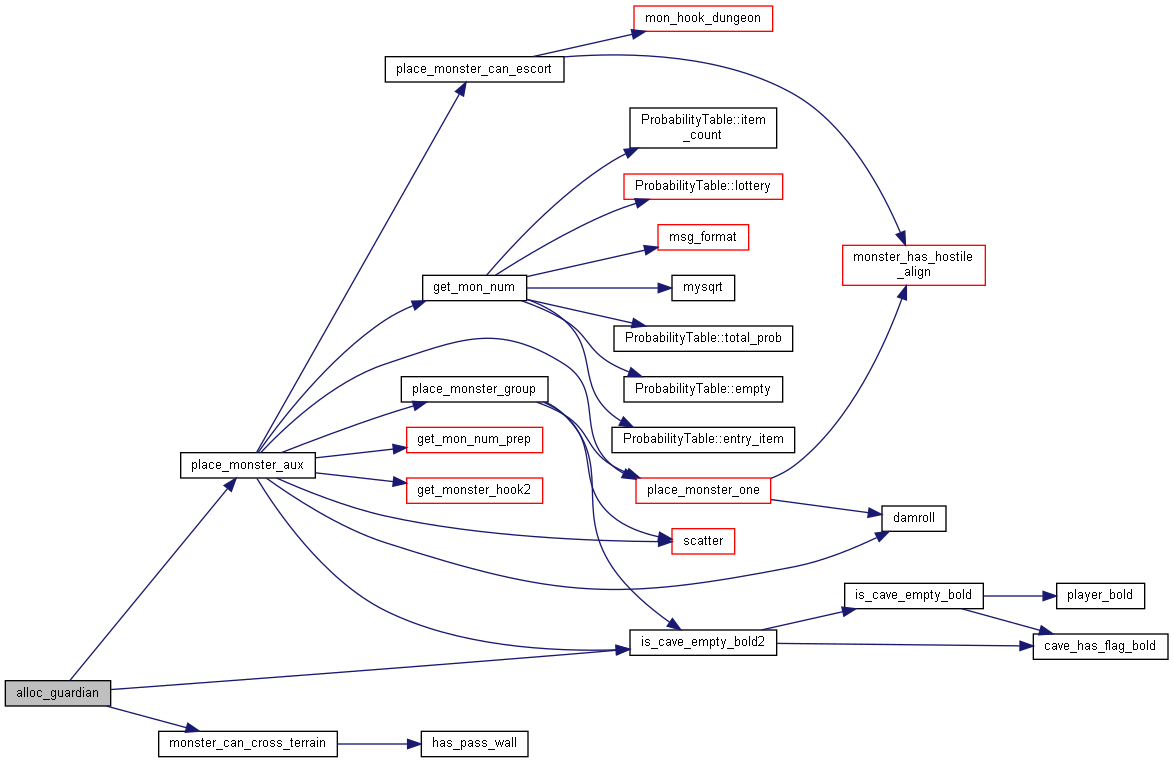 mon_hook_dungeon
place_monster_can_escort
ProbabilityTable::item
_count
ProbabilityTable::lottery
msg_format
monster_has_hostile
_align
get_mon_num
mysqrt
ProbabilityTable::total_prob
ProbabilityTable::empty
place_monster_group
ProbabilityTable::entry_item
get_mon_num_prep
place_monster_aux
get_monster_hook2
place_monster_one
damroll
scatter
is_cave_empty_bold
player_bold
is_cave_empty_bold2
cave_has_flag_bold
alloc_guardian
monster_can_cross_terrain
has_pass_wall